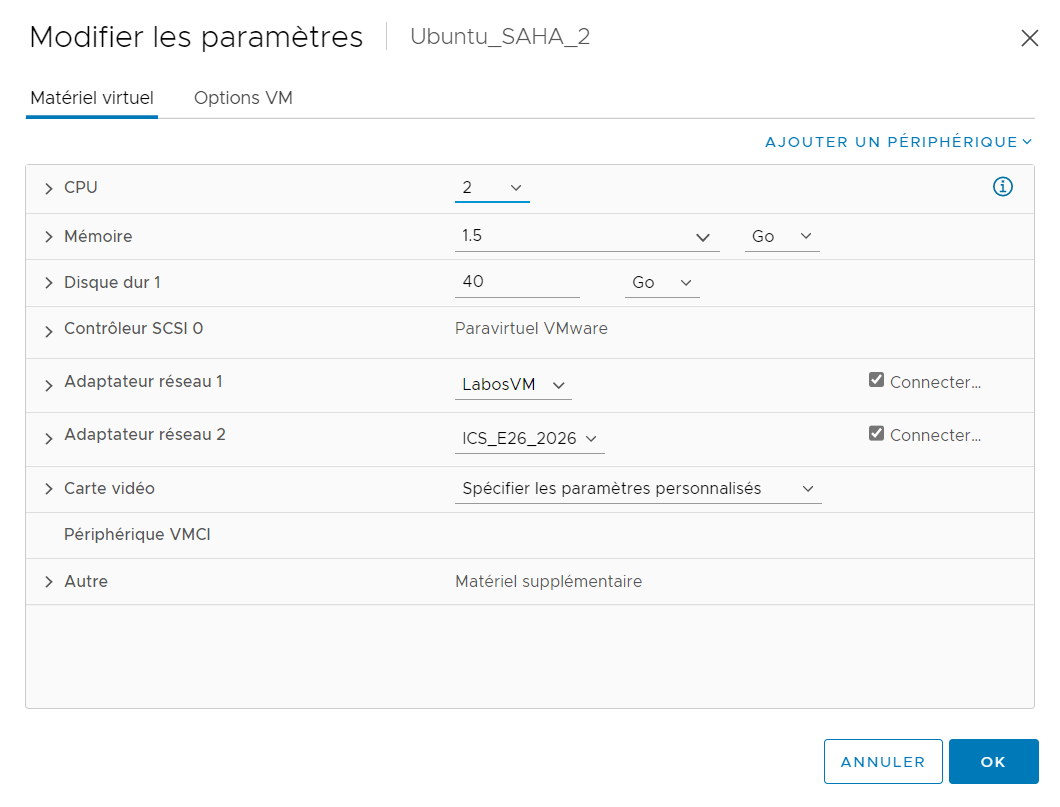 Modifier les paramètres Ubuntu_SAHA_2
Matériel virtuel Options VM
AJOUTER UN PÉRIPHÉRIQUE
CPU 2
Mémoire 1.5 Go
Disque dur 1 40 Go
Contrôleur SCSI 0 Paravirtuel VMware
Adaptateur réseau 1 LabosVM Connecter...
Adaptateur réseau 2 ICS_E26_2026 Connecter...
Carte vidéo Spécifier les paramètres personnalisés
Périphérique VMCI
Autre Matériel supplémentaire
ANNULER OK